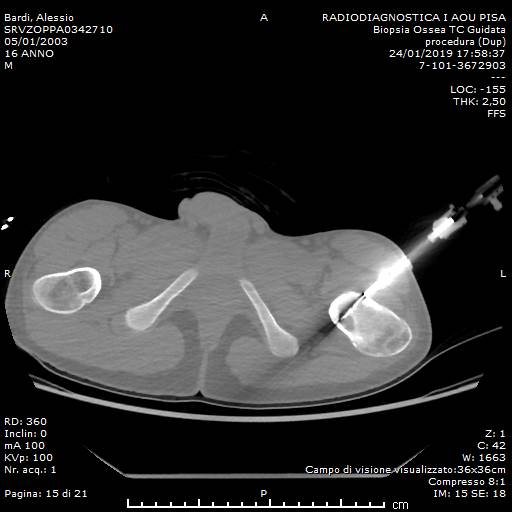 Bardi, Alessio
SRVZOPPA0342710
05/01/2003
16 ANNO
M
A
RADIODIAGNOSTICA I AOU PISA
Biopsia Ossea TC Guidata
procedura (Dup)
24/01/2019 17:58:37
7-101-3672903
---
LOC: -155
THK: 2,50
FFS
R
L
RD: 360
Inclin: 0
mA 100
KVp: 100
Nr. acq.: 1
Pagina: 15 di 21
P
cm
Z: 1
C: 42
W: 1663
Campo di visione visualizzato:36x36cm
Compresso 8:1
IM: 15 SE: 18